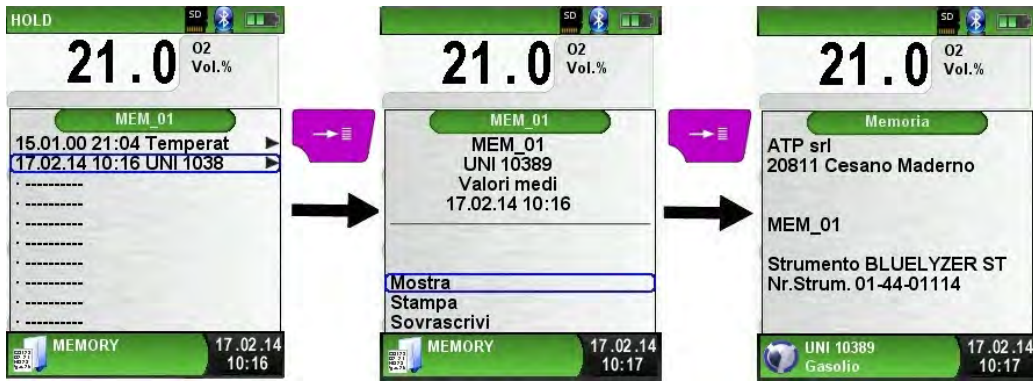 HOLD
SD
21.0 O2 Vol.%
MEM_01
15.01.00 21:04 Temperat
17.02.14 10:16 UNI 1038
· ----------
· ----------
· ----------
· ----------
· ----------
· ----------
· ----------
· ----------
MEMORY
17.02.14
10:16
SD
21.0 O2 Vol.%
MEM_01
MEM_01
UNI 10389
Valori medi
17.02.14 10:16
Mostra
Stampa
Sovrascrivi
MEMORY
17.02.14
10:17
SD
21.0 O2 Vol.%
Memoria
ATP srl
20811 Cesano Maderno
MEM_01
Strumento BLUELYZER ST
Nr.Strum. 01-44-01114
UNI 10389
Gasolio
17.02.14
10:17